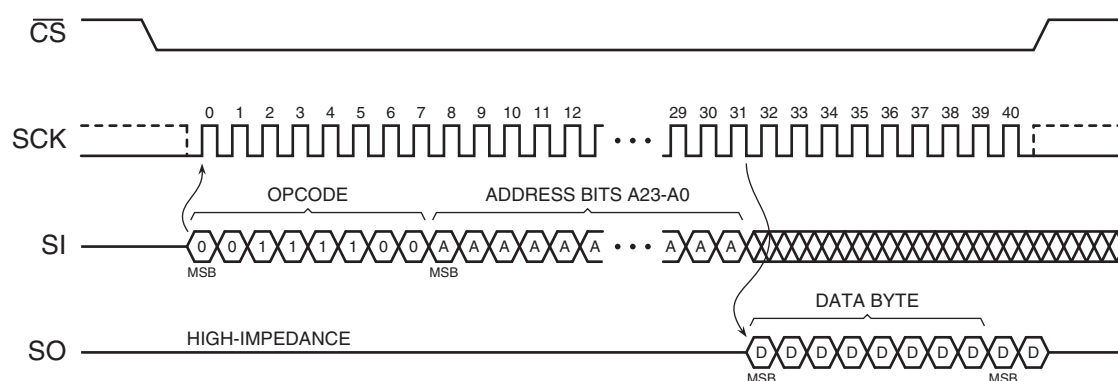 CS
0 1 2 3 4 5 6 7 8 9 10 11 12 29 30 31 32 33 34 35 36 37 38 39 40
SCK
OPCODE ADDRESS BITS A23-A0
SI 0 0 1 1 1 1 0 0 A A A A A A A A A
MSB MSB
DATA BYTE
HIGH-IMPEDANCE
SO D D D D D D D D D D
MSB MSB